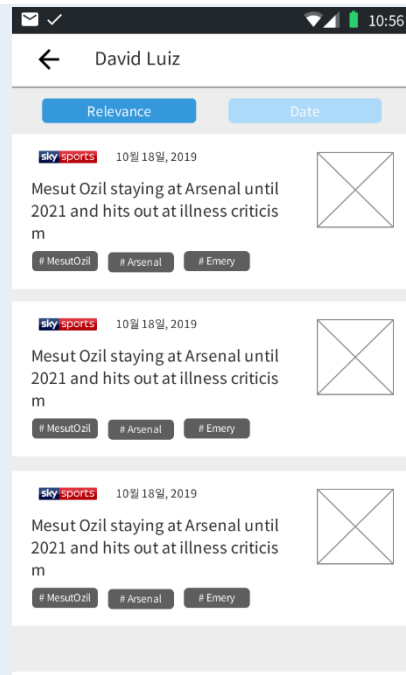 10:56
David Luiz
Relevance Date
sky sports 10월 18일, 2019
Mesut Ozil staying at Arsenal until
2021 and hits out at illness criticis
m
# MesutOzil # Arsenal # Emery
sky sports 10월 18일, 2019
Mesut Ozil staying at Arsenal until
2021 and hits out at illness criticis
m
# MesutOzil # Arsenal # Emery
sky sports 10월 18일, 2019
Mesut Ozil staying at Arsenal until
2021 and hits out at illness criticis
m
# MesutOzil # Arsenal # Emery